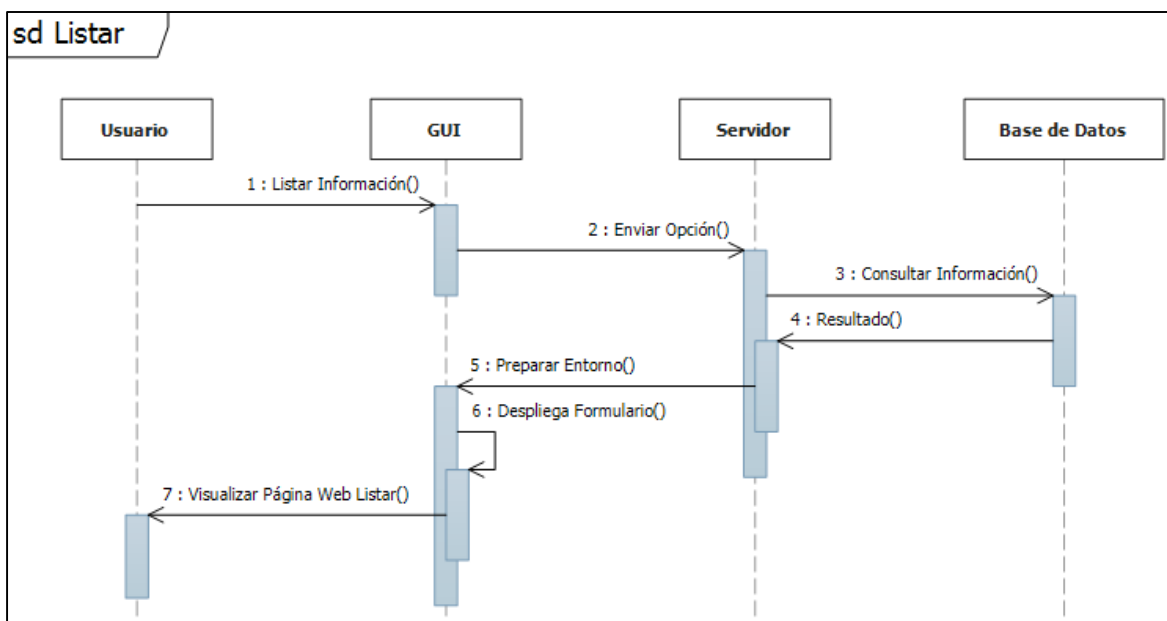 sd Listar
Usuario
GUI
Servidor
Base de Datos
1 : Listar Información()
2 : Enviar Opción()
3 : Consultar Información()
4 : Resultado()
5 : Preparar Entorno()
6 : Despliega Formulario()
7 : Visualizar Página Web Listar()